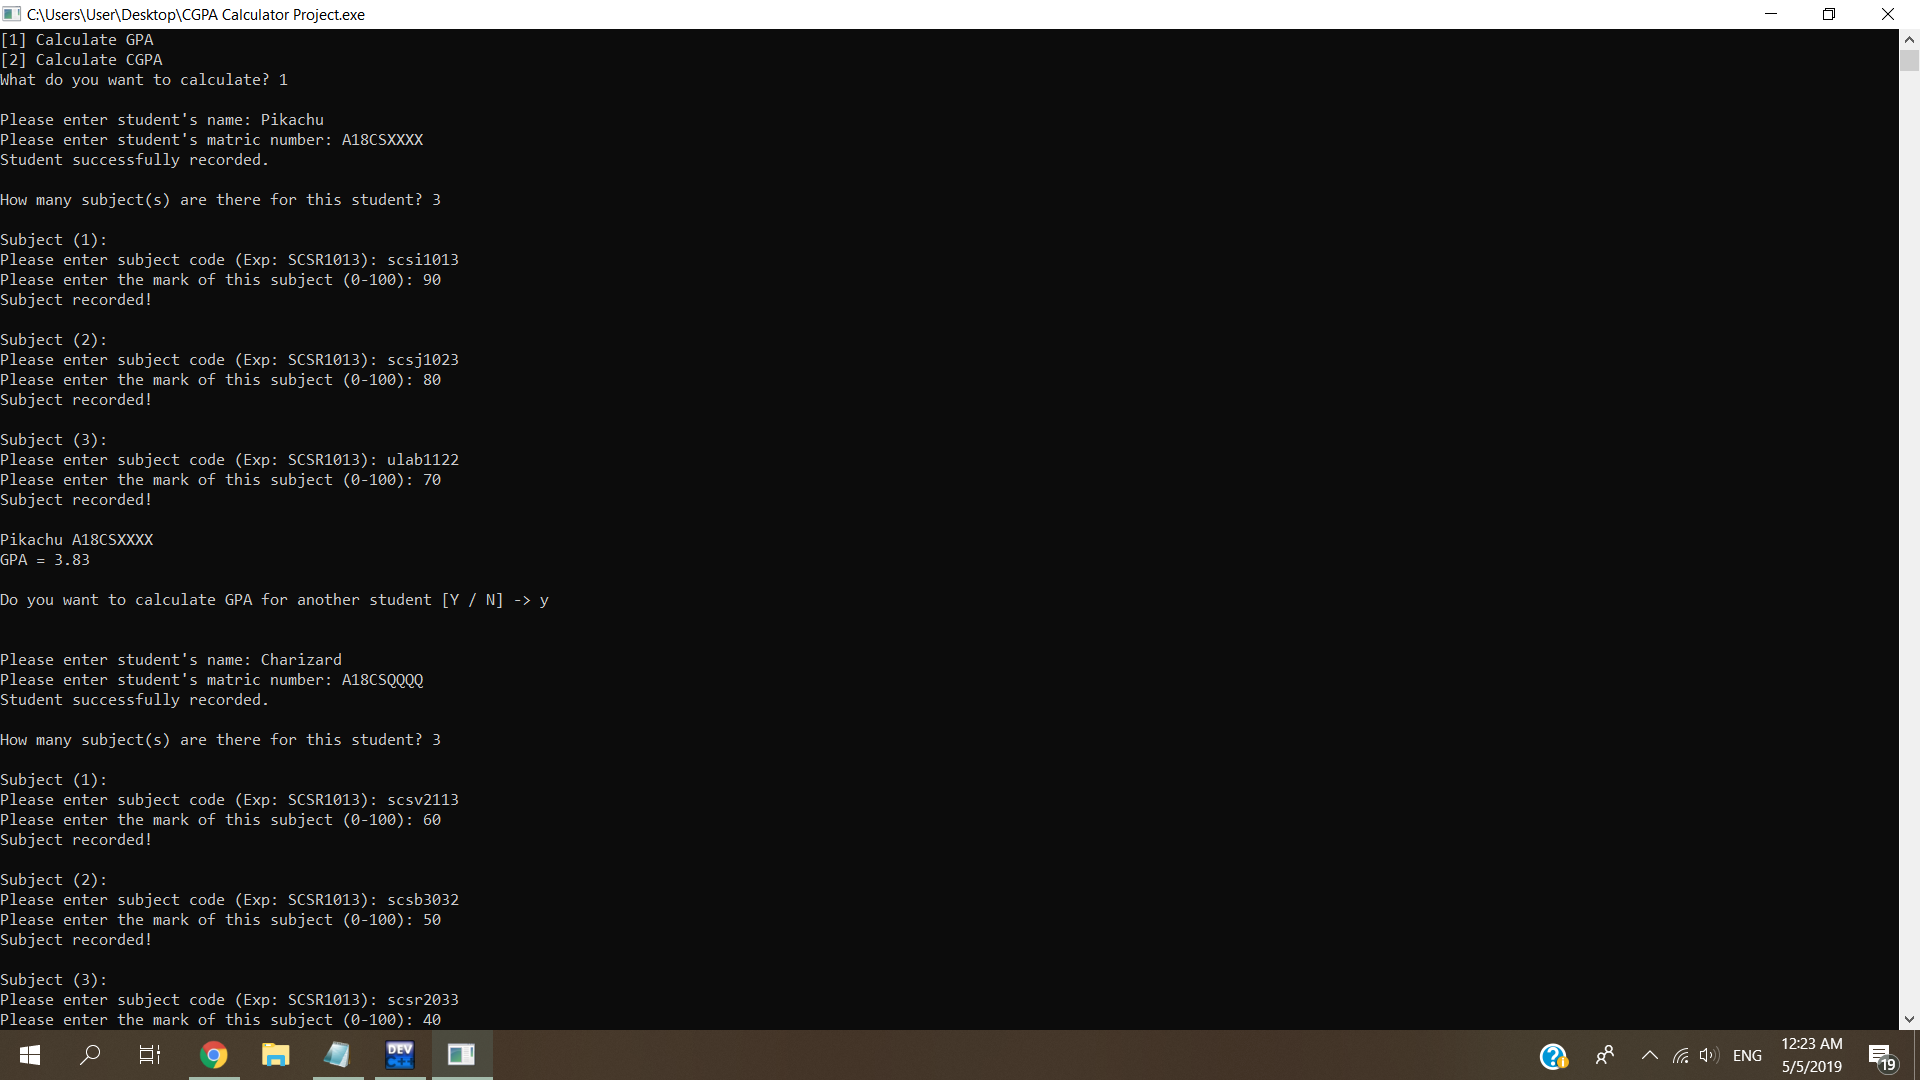 C:\Users\User\Desktop\CGPA Calculator Project.exe
[1] Calculate GPA
[2] Calculate CGPA
What do you want to calculate? 1
Please enter student's name: Pikachu
Please enter student's matric number: A18CSXXXX
Student successfully recorded.
How many subject(s) are there for this student? 3
Subject (1):
Please enter subject code (Exp: SCSR1013): scsi1013
Please enter the mark of this subject (0-100): 90
Subject recorded!
Subject (2):
Please enter subject code (Exp: SCSR1013): scsj1023
Please enter the mark of this subject (0-100): 80
Subject recorded!
Subject (3):
Please enter subject code (Exp: SCSR1013): ulab1122
Please enter the mark of this subject (0-100): 70
Subject recorded!
Pikachu A18CSXXXX
GPA = 3.83
Do you want to calculate GPA for another student [Y / N] -> y
Please enter student's name: Charizard
Please enter student's matric number: A18CSQQQQ
Student successfully recorded.
How many subject(s) are there for this student? 3
Subject (1):
Please enter subject code (Exp: SCSR1013): scsv2113
Please enter the mark of this subject (0-100): 60
Subject recorded!
Subject (2):
Please enter subject code (Exp: SCSR1013): scsb3032
Please enter the mark of this subject (0-100): 50
Subject recorded!
Subject (3):
Please enter subject code (Exp: SCSR1013): scsr2033
Please enter the mark of this subject (0-100): 40
DEV
C++
ENG
12:23 AM
5/5/2019
19